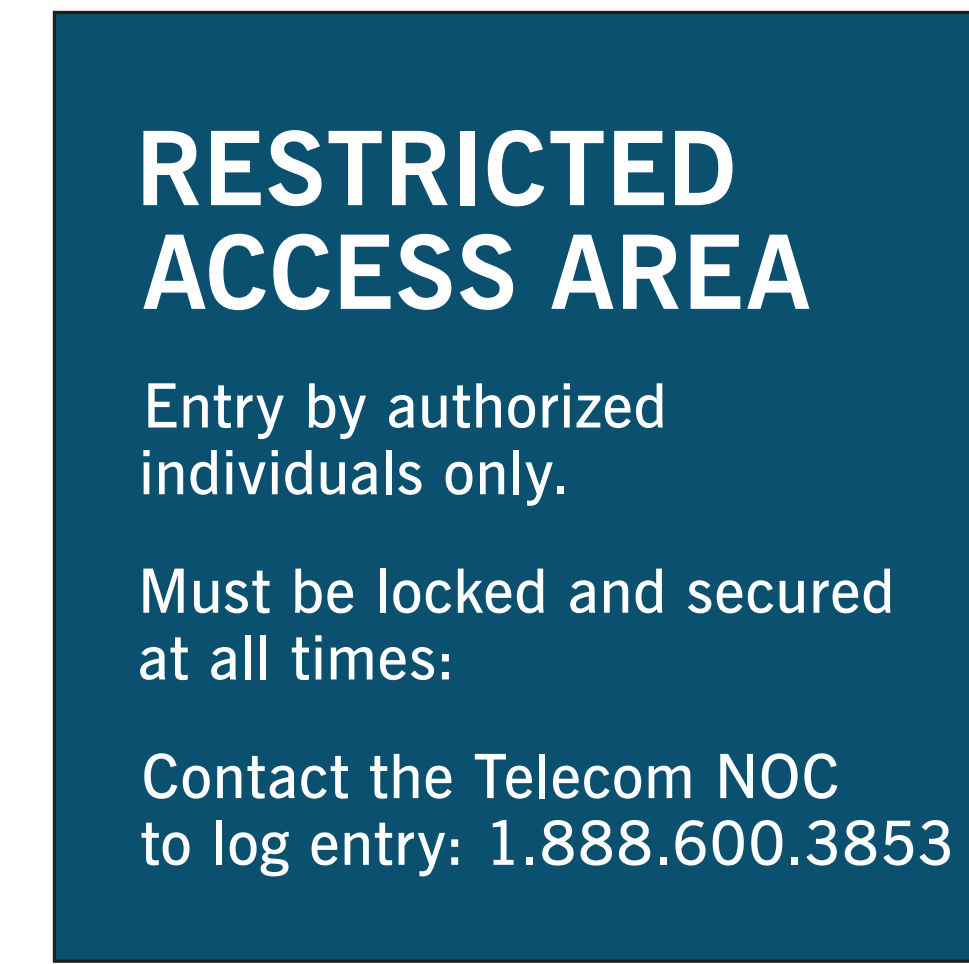 RESTRICTED
ACCESS AREA
Entry by authorized
individuals only.
Must be locked and secured
at all times:
Contact the Telecom NOC
to log entry: 1.888.600.3853